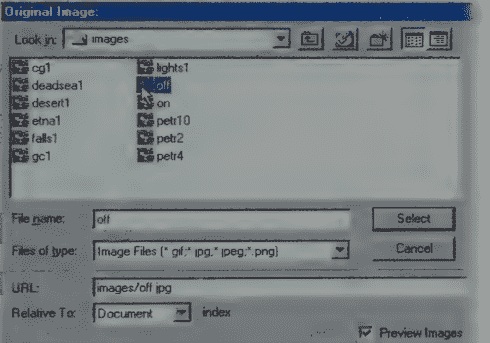 Original Image:
Look in: images
cg1
deadsea1
desert1
etna1
falls1
gc1
lights1
off
on
petr10
petr2
petr4
File name: off Select
Files of type: Image Files (*.gif;*.jpg;*.jpeg;*.png) Cancel
URL: images/off.jpg
Relative To: Document index
Preview Images